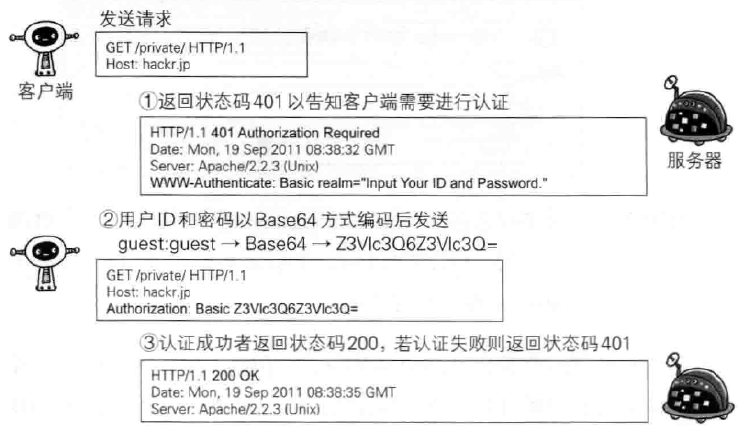 发送请求
GET /private/ HTTP/1.1
Host: hackr.jp
客户端
①返回状态码401以告知客户端需要进行认证
HTTP/1.1 401 Authorization Required
Date: Mon, 19 Sep 2011 08:38:32 GMT
Server: Apache/2.2.3 (Unix)
WWW-Authenticate: Basic realm="Input Your ID and Password."
服务器
②用户ID和密码以Base64方式编码后发送
guest:guest → Base64 → Z3Vlc3Q6Z3Vlc3Q=
GET /private/ HTTP/1.1
Host: hackr.jp
Authorization: Basic Z3Vlc3Q6Z3Vlc3Q=
③认证成功者返回状态码200，若认证失败则返回状态码401
HTTP/1.1 200 OK
Date: Mon, 19 Sep 2011 08:38:35 GMT
Server: Apache/2.2.3 (Unix)